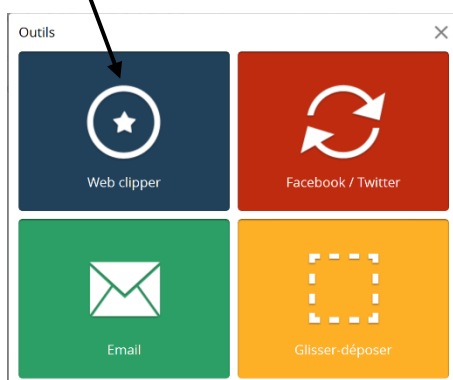 Outils
Web clipper
Facebook / Twitter
Email
Glisser-déposer